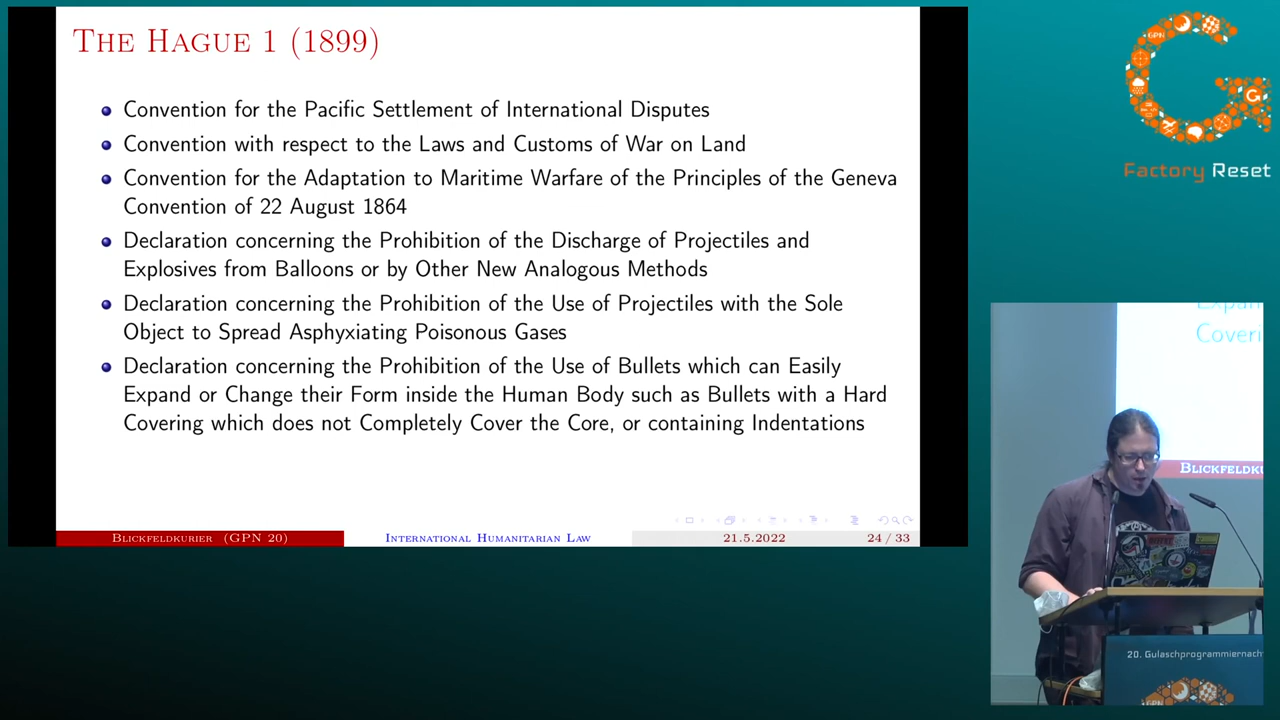 The Hague 1 (1899)
Convention for the Pacific Settlement of International Disputes
Convention with respect to the Laws and Customs of War on Land
Convention for the Adaptation to Maritime Warfare of the Principles of the Geneva
Convention of 22 August 1864
Declaration concerning the Prohibition of the Discharge of Projectiles and
Explosives from Balloons or by Other New Analogous Methods
Declaration concerning the Prohibition of the Use of Projectiles with the Sole
Object to Spread Asphyxiating Poisonous Gases
Declaration concerning the Prohibition of the Use of Bullets which can Easily
Expand or Change their Form inside the Human Body such as Bullets with a Hard
Covering which does not Completely Cover the Core, or containing Indentations
Blickfeldkurier (GPN 20)
International Humanitarian Law
21.5.2022
24 / 33
GPN
G
Factory Reset
Expan
Coveri
Blickfeldku
20. Gulaschprogrammiernach